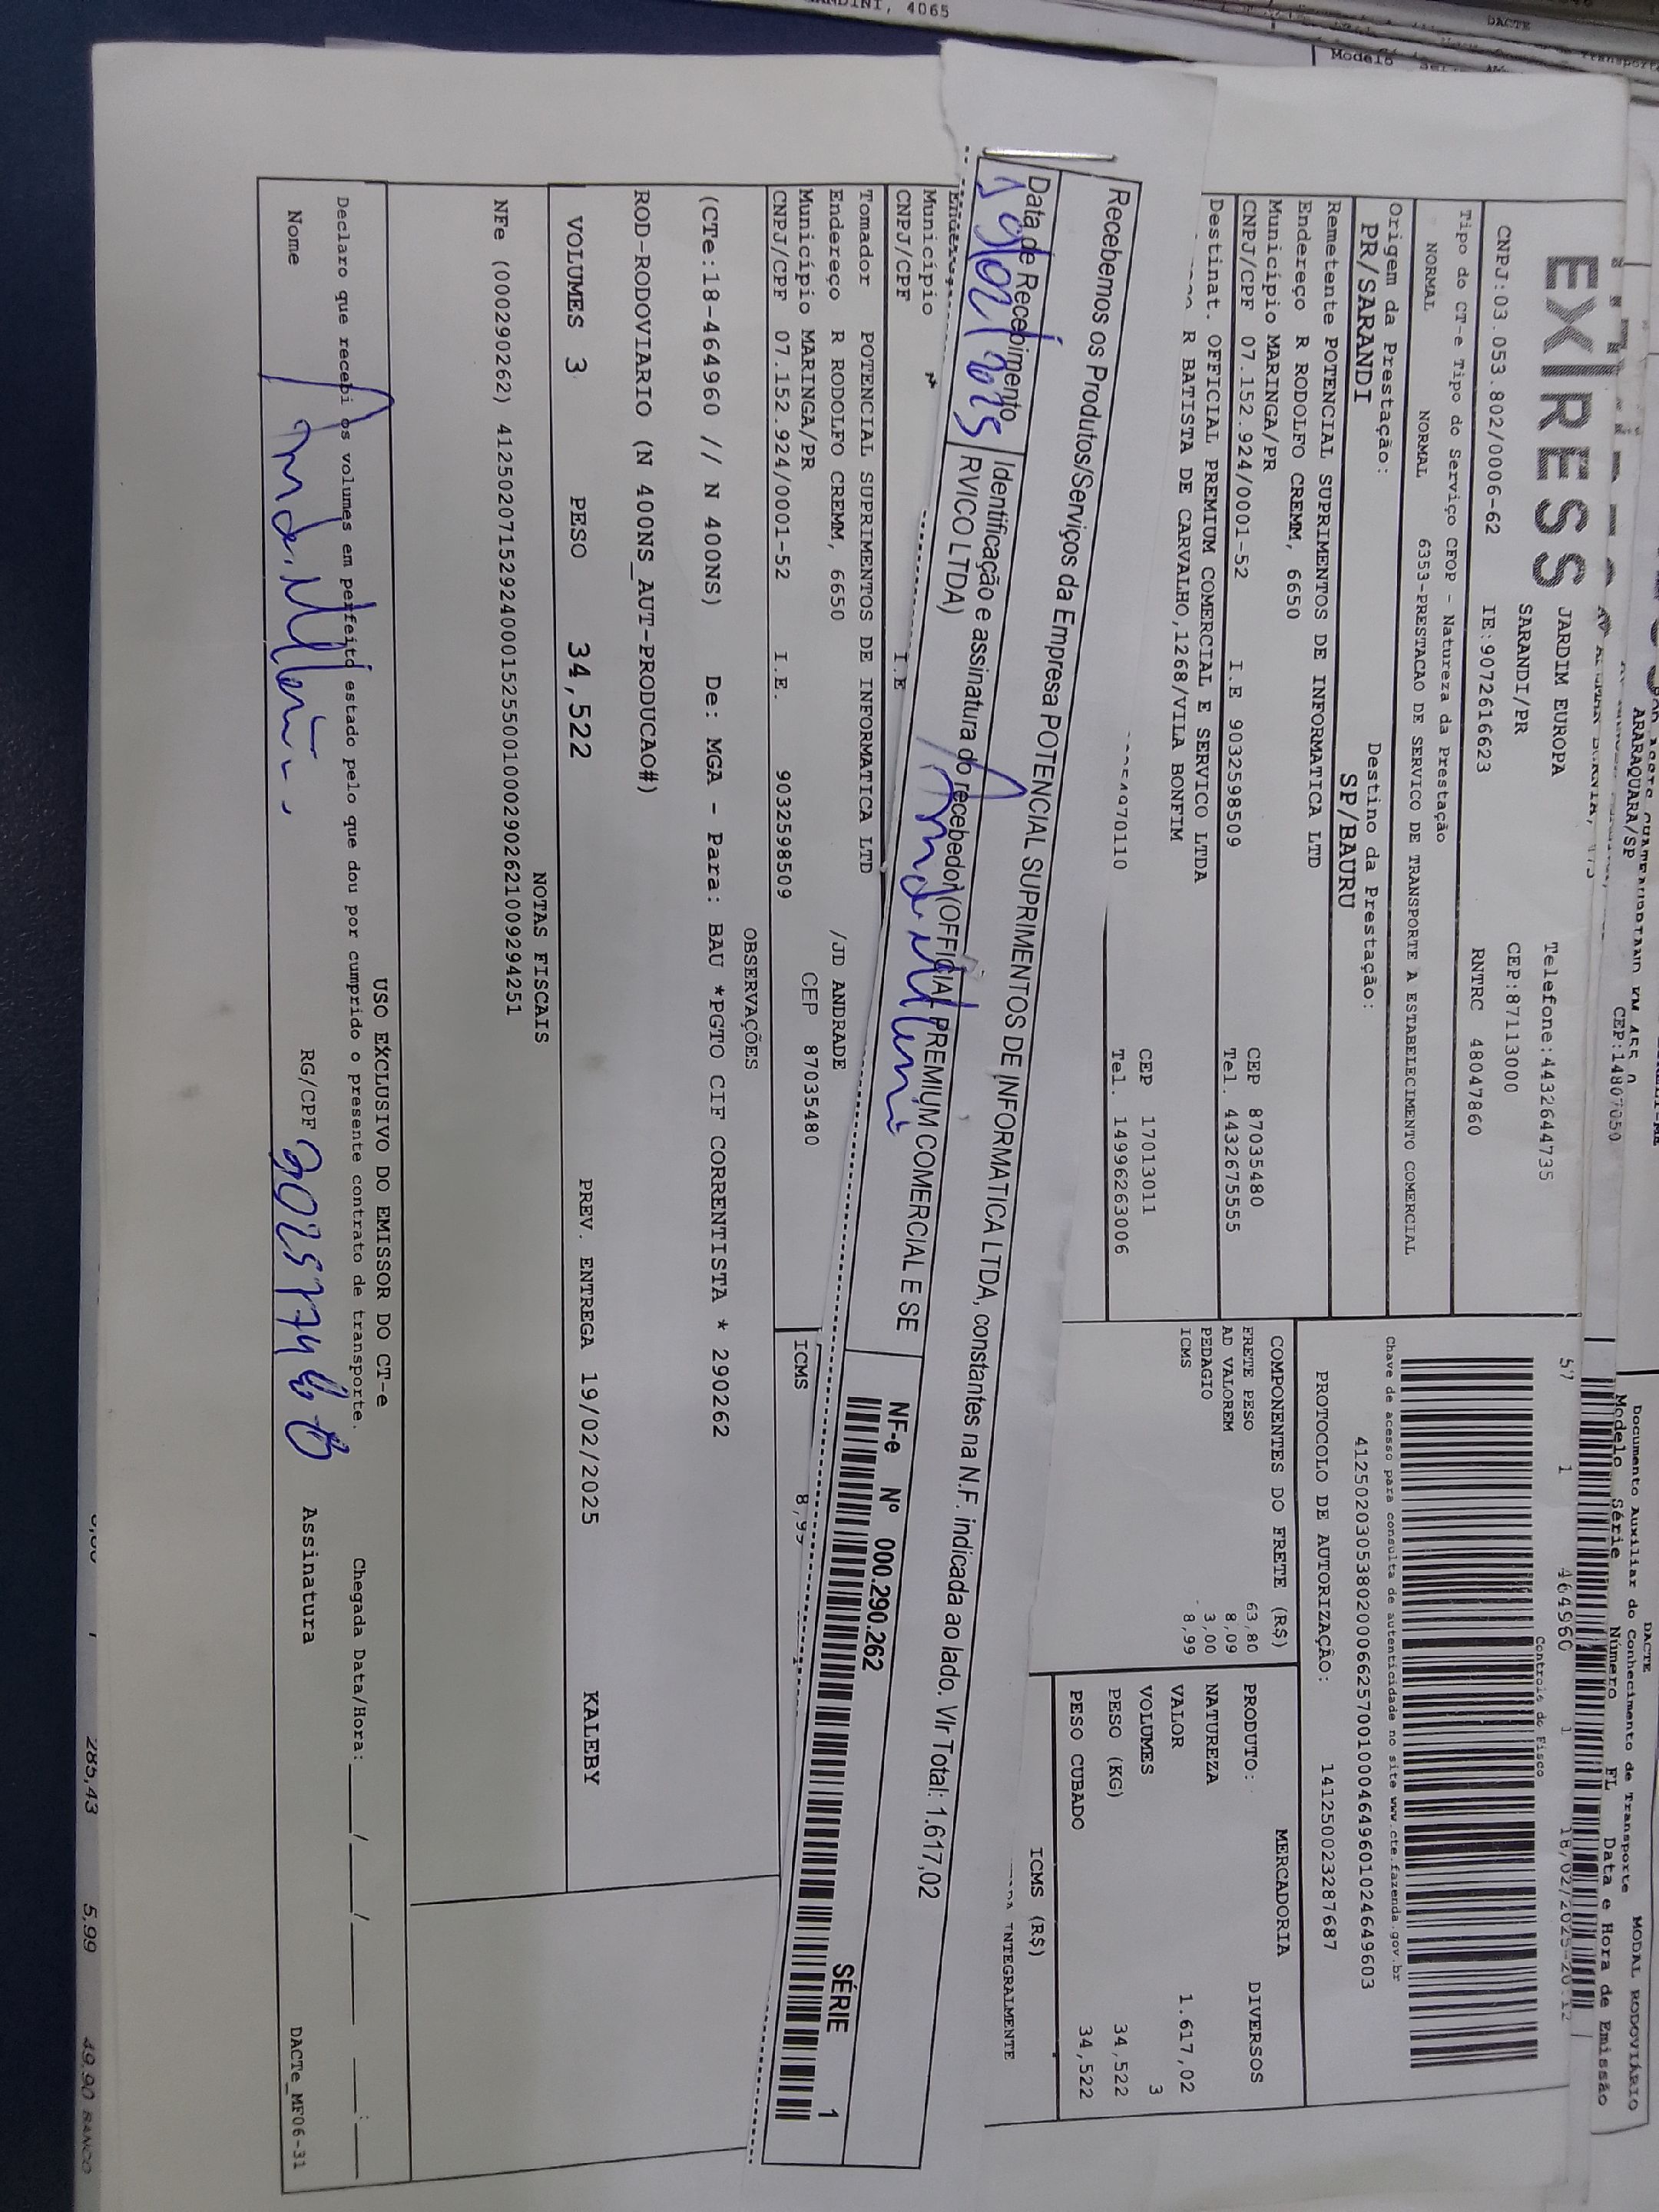 DACTE
Modelo
ARARAQUARA/SP
CEP:14807050
DACTE
Documento Auxiliar do Conhecimento de Transporte
MODAL RODOVIÁRIO
Modelo Série Número FL Data e Hora de Emissão
57 1 464960 1 18/02/2025-20:12
Controle do Fisco
EXPRESS
JARDIM EUROPA
Telefone:4432644735
SARANDI/PR
CEP:87113000
CNPJ:03.053.802/0006-62 IE:9072616623 RNTRC 48047860
Tipo do CT-e Tipo do Serviço CFOP - Natureza da Prestação
NORMAL NORMAL 6353-PRESTACAO DE SERVICO DE TRANSPORTE A ESTABELECIMENTO COMERCIAL
Chave de acesso para consulta de autenticidade no site www.cte.fazenda.gov.br
41250203053802000662570010004649601024649603
PROTOCOLO DE AUTORIZAÇÃO: 141250023287687
Origem da Prestação: Destino da Prestação:
PR/SARANDI SP/BAURU
Remetente POTENCIAL SUPRIMENTOS DE INFORMATICA LTD
Endereço R RODOLFO CREMM, 6650
Município MARINGA/PR CEP 87035480
CNPJ/CPF 07.152.924/0001-52 I.E 9032598509 Tel. 4432675555
Destinat. OFFICIAL PREMIUM COMERCIAL E SERVICO LTDA
R BATISTA DE CARVALHO,1268/VILA BONFIM
CEP 17013011
Tel. 14996263006
COMPONENTES DO FRETE (R$)
FRETE PESO 63,80
AD VALOREM 8,09
PEDAGIO 3,00
ICMS 8,99
MERCADORIA
PRODUTO: DIVERSOS
NATUREZA
VALOR 1.617,02
VOLUMES 3
PESO (KG) 34,522
PESO CUBADO 34,522
ICMS (R$)
INTEGRALMENTE
Recebemos os Produtos/Serviços da Empresa POTENCIAL SUPRIMENTOS DE INFORMATICA LTDA, constantes na N.F. indicada ao lado. Vlr Total: 1.617,02
Data de Recebimento Identificação e assinatura do recebedor (OFFICIAL PREMIUM COMERCIAL E SE
RVICO LTDA)
NF-e Nº 000.290.262
SÉRIE 1
Município
CNPJ/CPF I.E
Tomador POTENCIAL SUPRIMENTOS DE INFORMATICA LTD
Endereço R RODOLFO CREMM, 6650 /JD ANDRADE
Município MARINGA/PR CEP 87035480
CNPJ/CPF 07.152.924/0001-52 I.E. 9032598509
ICMS 8,99
OBSERVAÇÕES
(CTe:18-464960 // N 400NS) De: MGA - Para: BAU *PGTO CIF CORRENTISTA * 290262
ROD-RODOVIARIO (N 400NS_AUT-PRODUCAO#)
VOLUMES 3 PESO 34,522 PREV. ENTREGA 19/02/2025 KALEBY
NOTAS FISCAIS
NFe (000290262) 41250207152924000152550010002902621009294251
USO EXCLUSIVO DO EMISSOR DO CT-e
Declaro que recebi os volumes em perfeito estado pelo que dou por cumprido o presente contrato de transporte. Chegada Data/Hora: ___/___/___ __:__
Nome RG/CPF Assinatura
DACTe_MF06-31
285,43 5,99 49,90